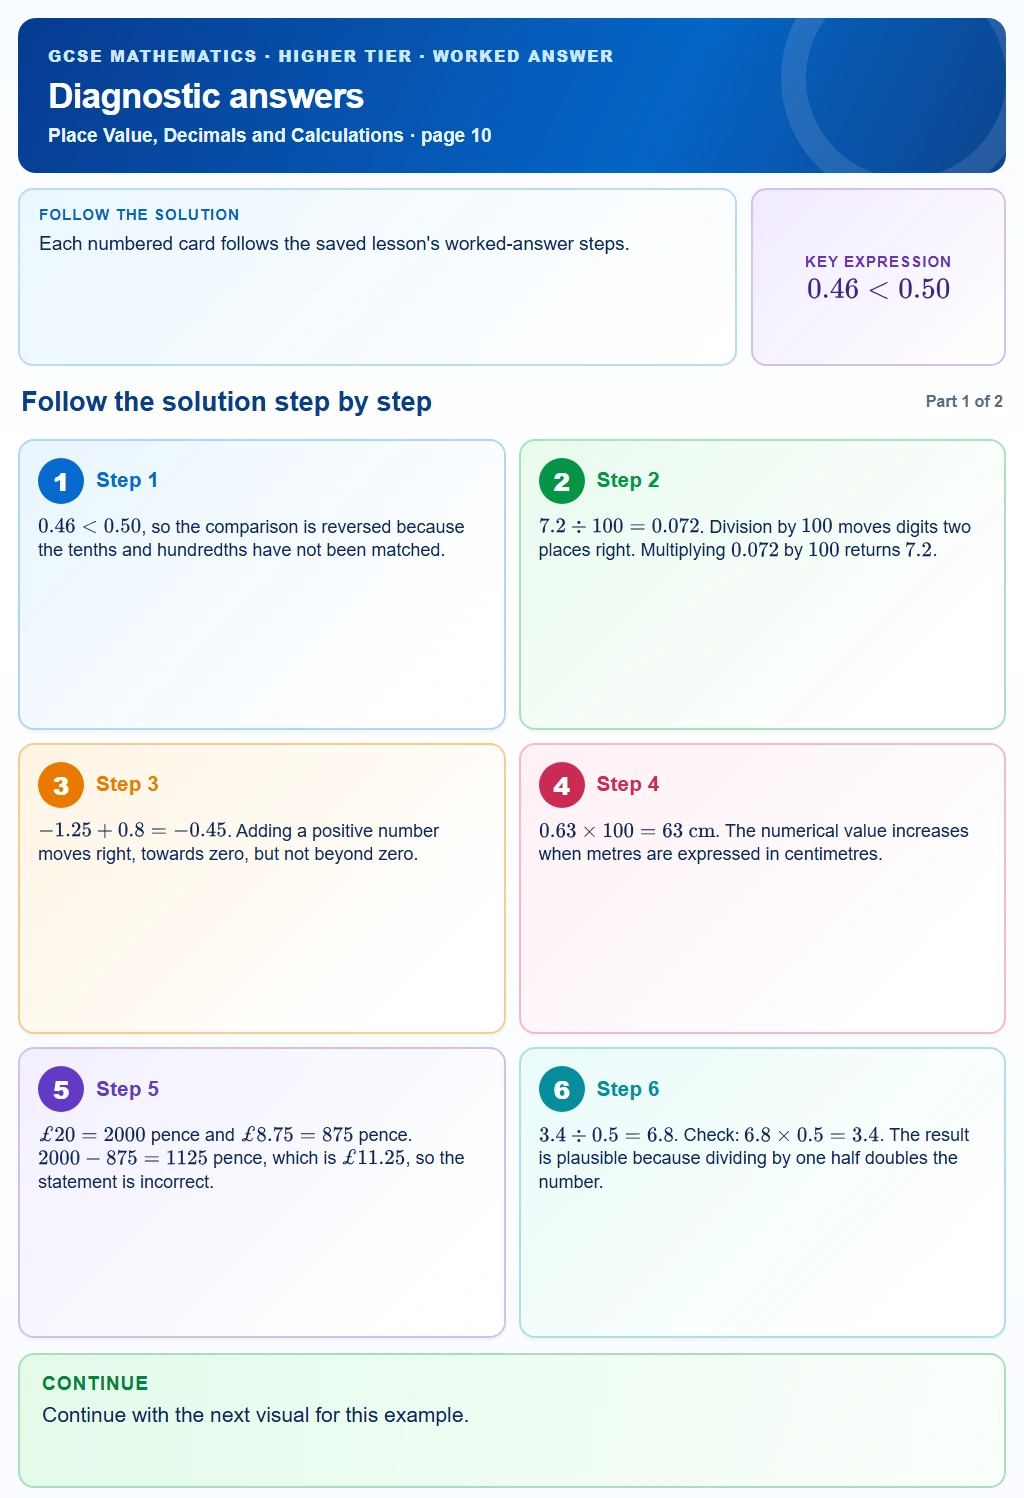 GCSE MATHEMATICS · HIGHER TIER · WORKED ANSWER
Diagnostic answers
Place Value, Decimals and Calculations · page 10
FOLLOW THE SOLUTION
Each numbered card follows the saved lesson's worked-answer steps.
KEY EXPRESSION
0.46 < 0.50
Follow the solution step by step
Part 1 of 2
1 Step 1
0.46 < 0.50, so the comparison is reversed because
the tenths and hundredths have not been matched.
2 Step 2
7.2 ÷ 100 = 0.072. Division by 100 moves digits two
places right. Multiplying 0.072 by 100 returns 7.2.
3 Step 3
−1.25 + 0.8 = −0.45. Adding a positive number
moves right, towards zero, but not beyond zero.
4 Step 4
0.63 × 100 = 63 cm. The numerical value increases
when metres are expressed in centimetres.
5 Step 5
£20 = 2000 pence and £8.75 = 875 pence.
2000 − 875 = 1125 pence, which is £11.25, so the
statement is incorrect.
6 Step 6
3.4 ÷ 0.5 = 6.8. Check: 6.8 × 0.5 = 3.4. The result
is plausible because dividing by one half doubles the
number.
CONTINUE
Continue with the next visual for this example.